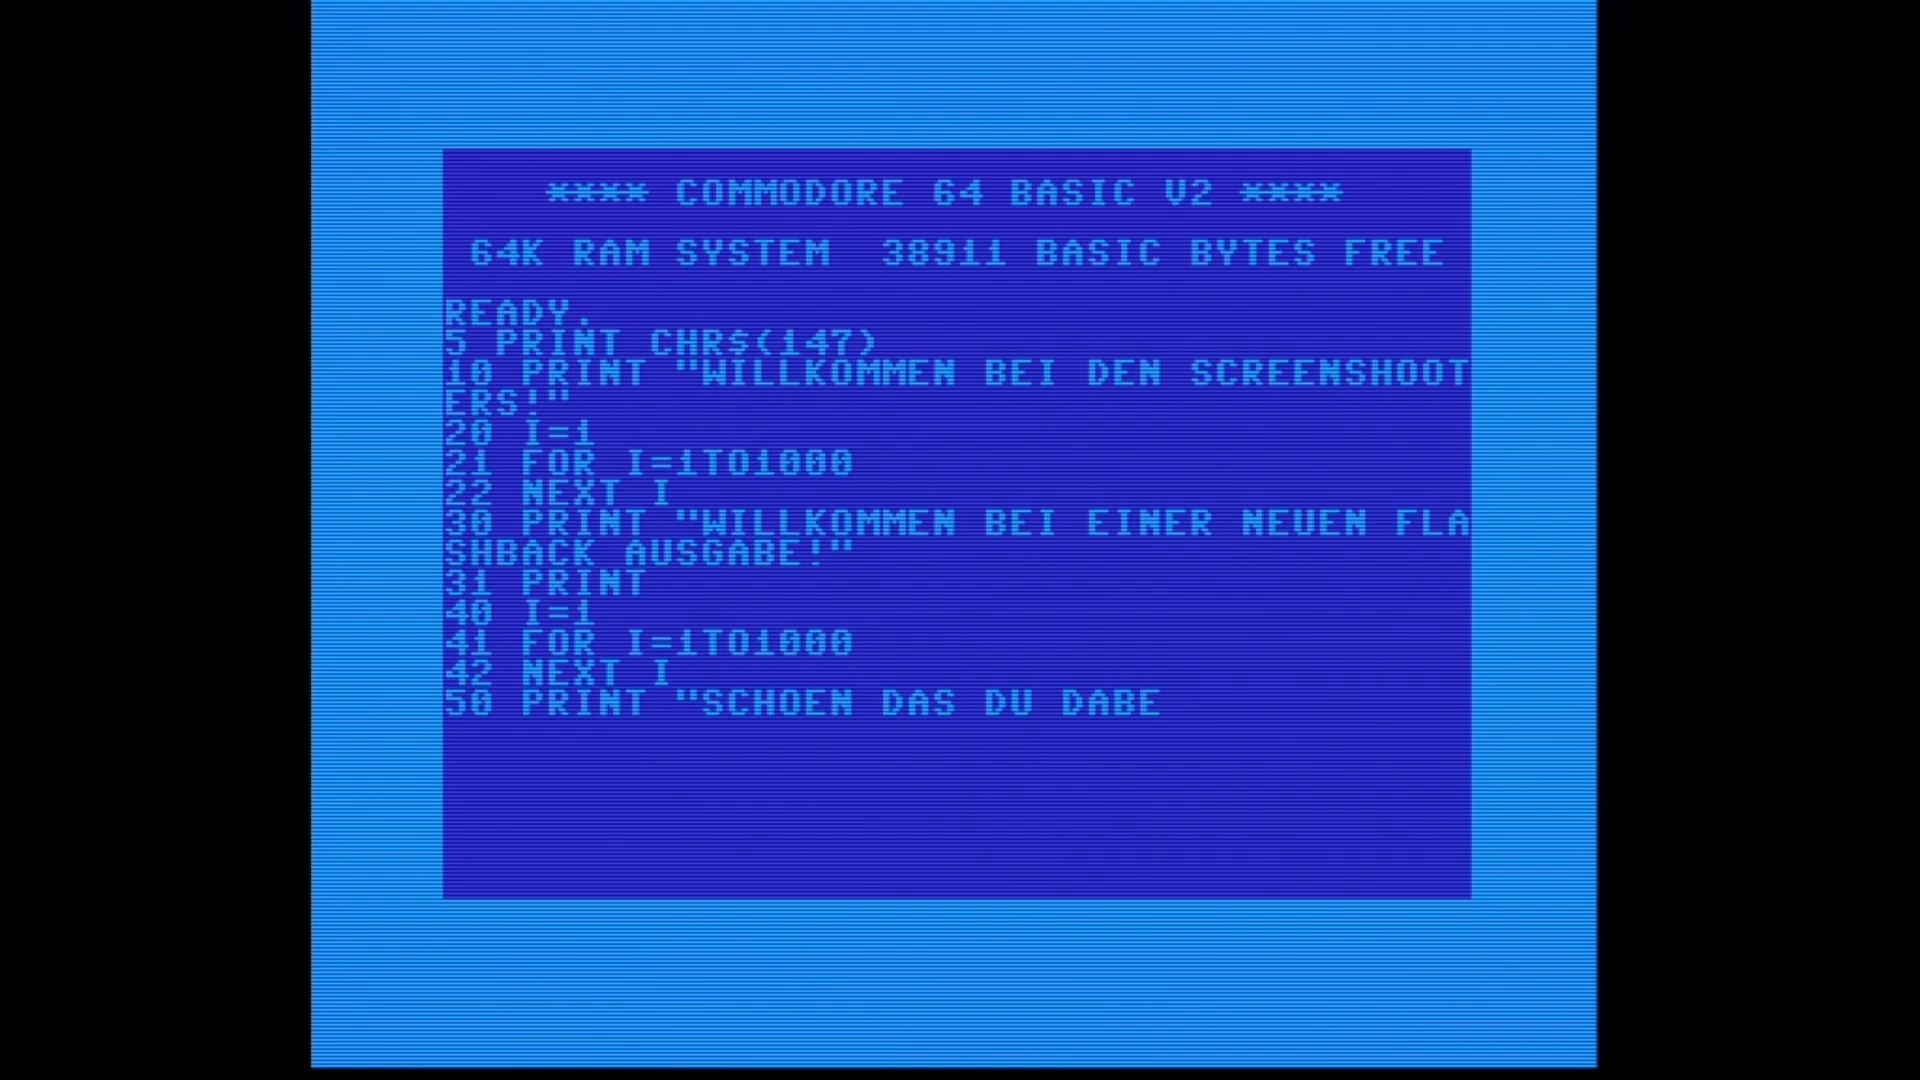 **** COMMODORE 64 BASIC V2 ****
64K RAM SYSTEM  38911 BASIC BYTES FREE
READY.
5 PRINT CHR$(147)
10 PRINT "WILLKOMMEN BEI DEN SCREENSHOOT
ERS!"
20 I=1
21 FOR I=1TO1000
22 NEXT I
30 PRINT "WILLKOMMEN BEI EINER NEUEN FLA
SHBACK AUSGABE!"
31 PRINT
40 I=1
41 FOR I=1TO1000
42 NEXT I
50 PRINT "SCHOEN DAS DU DABE